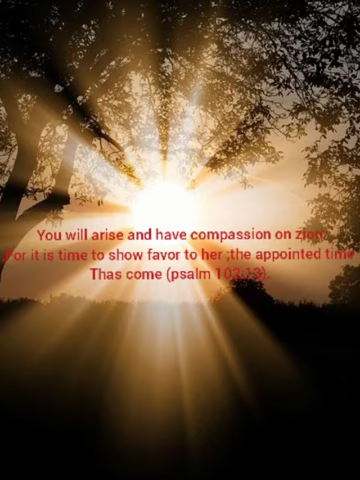 You will arise and have compassion on zion
For it is time to show favor to her ;the appointed time
Thas come (psalm 102:13).